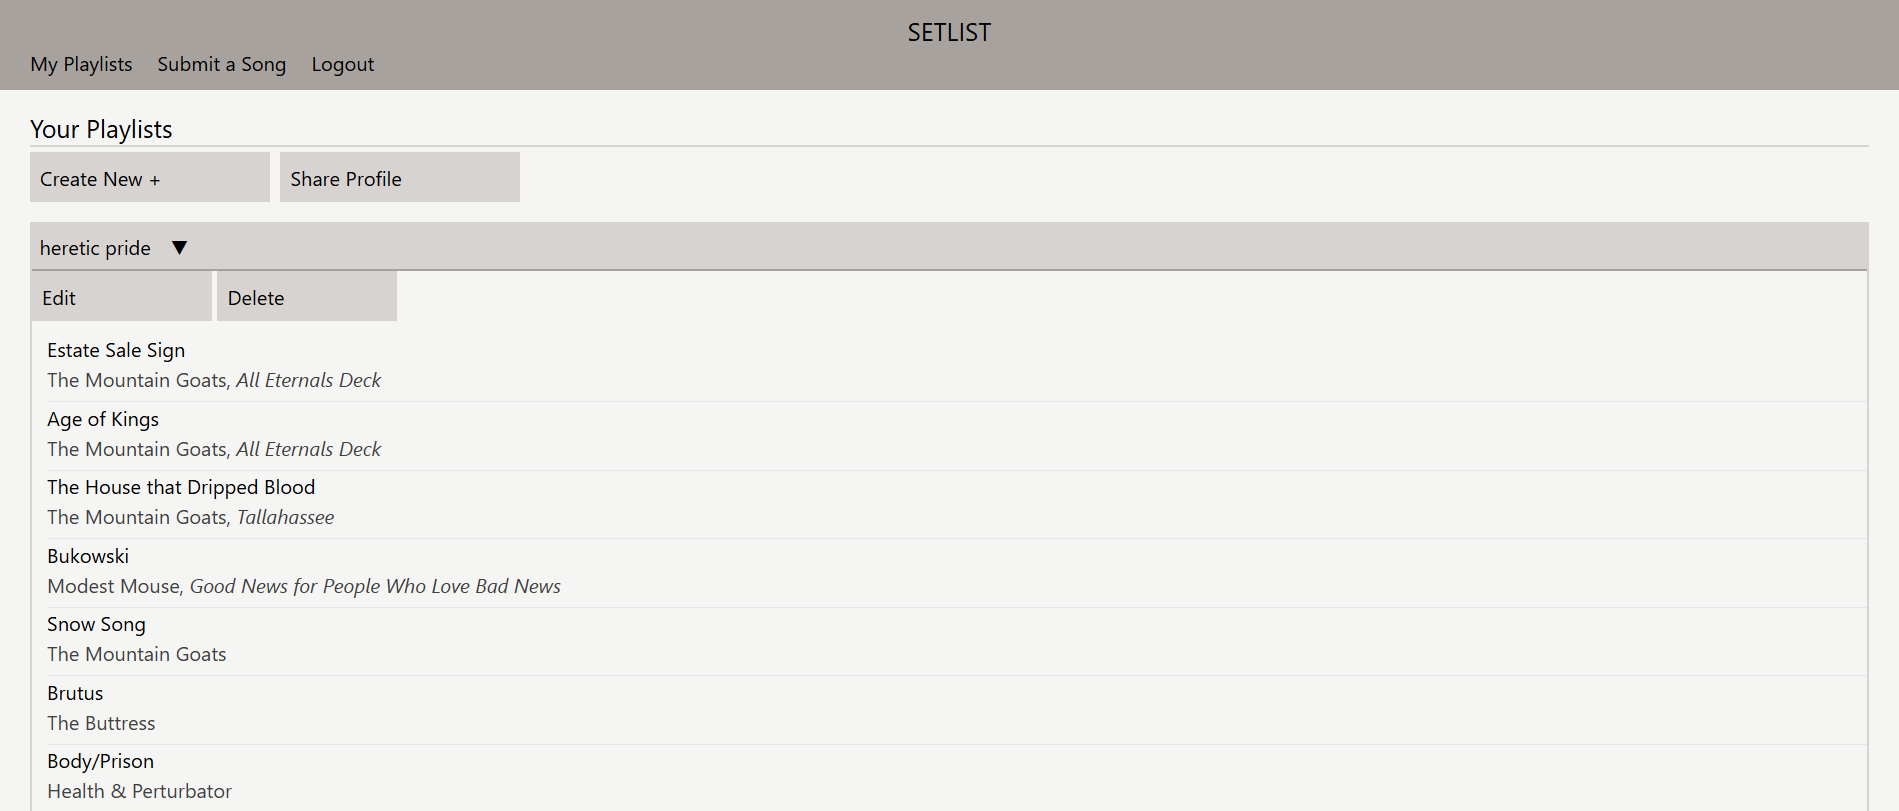 SETLIST
My Playlists Submit a Song Logout
Your Playlists
Create New + Share Profile
heretic pride ▼
Edit Delete
Estate Sale Sign
The Mountain Goats, All Eternals Deck
Age of Kings
The Mountain Goats, All Eternals Deck
The House that Dripped Blood
The Mountain Goats, Tallahassee
Bukowski
Modest Mouse, Good News for People Who Love Bad News
Snow Song
The Mountain Goats
Brutus
The Buttress
Body/Prison
Health & Perturbator